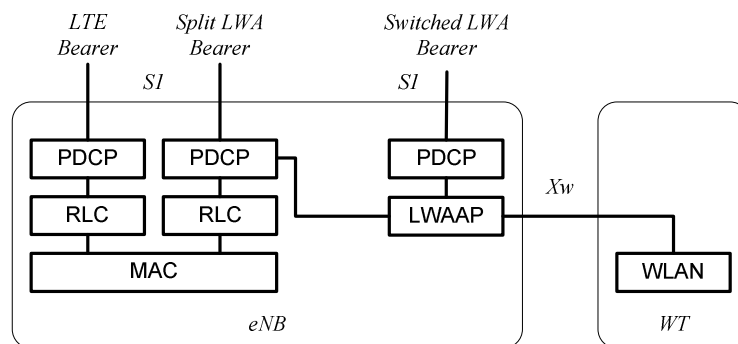 LTE
Bearer
Split LWA
Bearer
Switched LWA
Bearer
S1
S1
PDCP
PDCP
PDCP
Xw
RLC
RLC
LWAAP
MAC
WLAN
eNB
WT